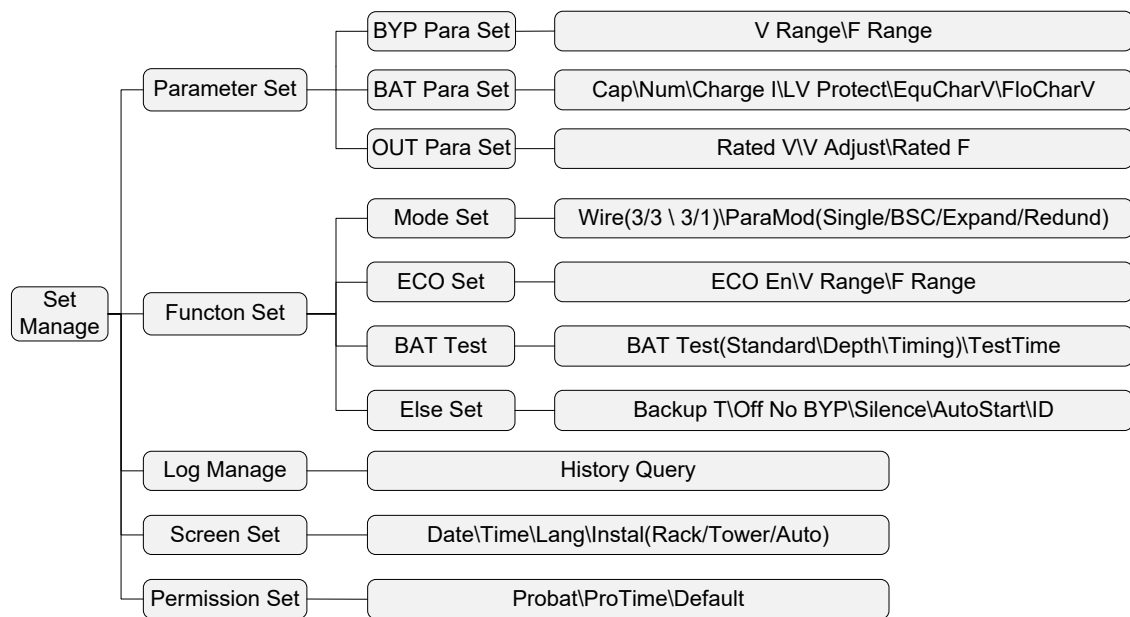 BYP Para Set
V Range\F Range
Parameter Set
BAT Para Set
Cap\Num\Charge I\LV Protect\EquCharV\FloCharV
OUT Para Set
Rated V\V Adjust\Rated F
Mode Set
Wire(3/3 \ 3/1)\ParaMod(Single/BSC/Expand/Redund)
ECO Set
ECO En\V Range\F Range
Set
Manage
Functon Set
BAT Test
BAT Test(Standard\Depth\Timing)\TestTime
Else Set
Backup T\Off No BYP\Silence\AutoStart\ID
Log Manage
History Query
Screen Set
Date\Time\Lang\Instal(Rack/Tower/Auto)
Permission Set
Probat\ProTime\Default